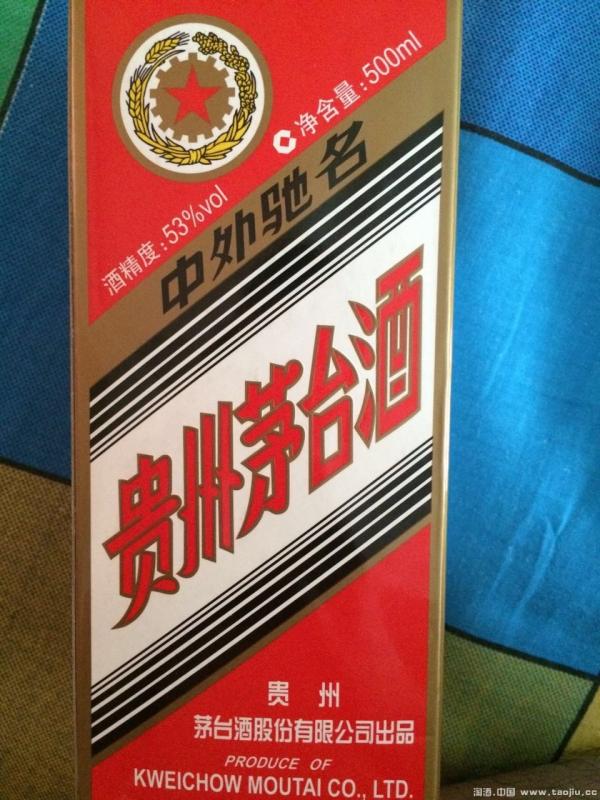 净含量:500ml
酒精度:53%vol
中外驰名
贵州茅台酒
贵州
茅台酒股份有限公司出品
PRODUCE OF
KWEICHOW MOUTAI CO., LTD.
淘酒.中国 www.taojiu.cc